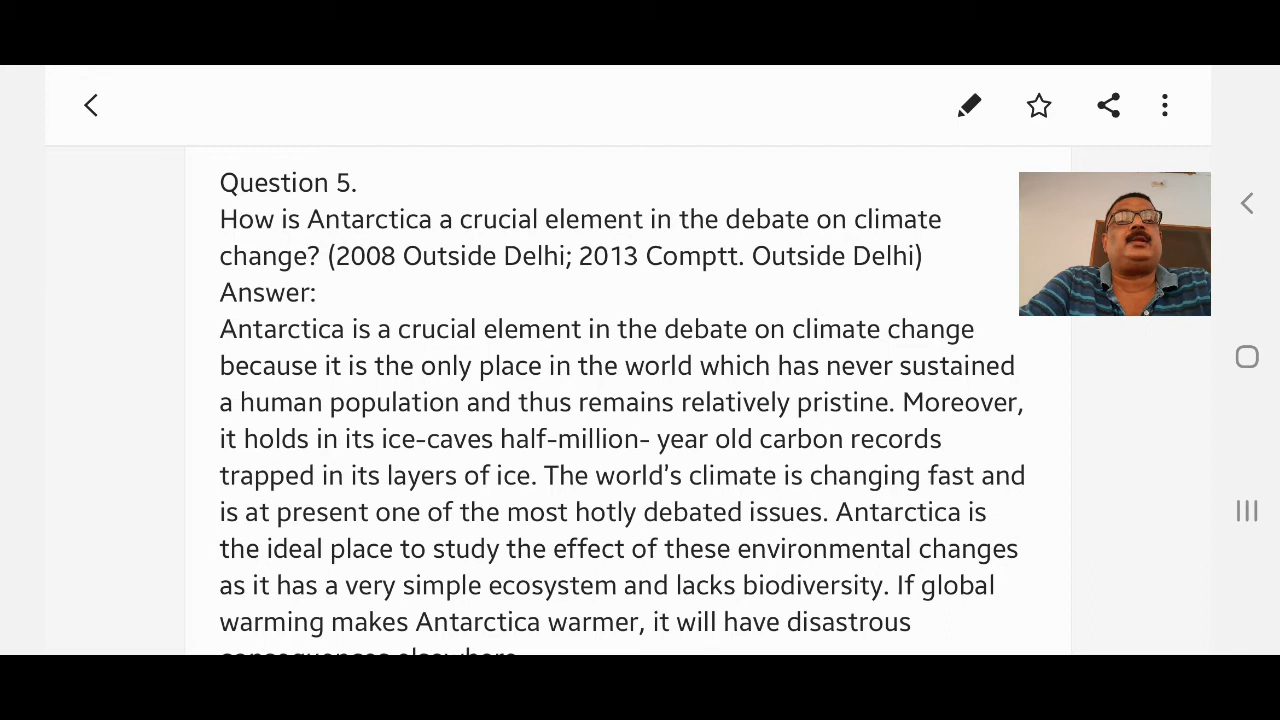 Question 5.
How is Antarctica a crucial element in the debate on climate
change? (2008 Outside Delhi; 2013 Comptt. Outside Delhi)
Answer:
Antarctica is a crucial element in the debate on climate change
because it is the only place in the world which has never sustained
a human population and thus remains relatively pristine. Moreover,
it holds in its ice-caves half-million- year old carbon records
trapped in its layers of ice. The world's climate is changing fast and
is at present one of the most hotly debated issues. Antarctica is
the ideal place to study the effect of these environmental changes
as it has a very simple ecosystem and lacks biodiversity. If global
warming makes Antarctica warmer, it will have disastrous
consequences elsewhere